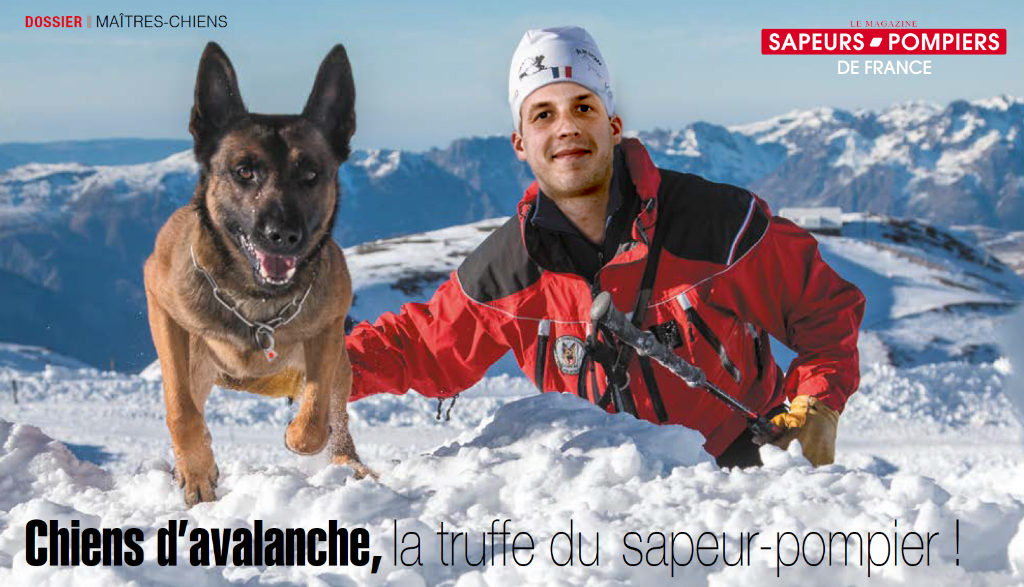 DOSSIER | MAÎTRES-CHIENS
LE MAGAZINE
SAPEURS-POMPIERS
DE FRANCE
Chiens d'avalanche, la truffe du sapeur-pompier !